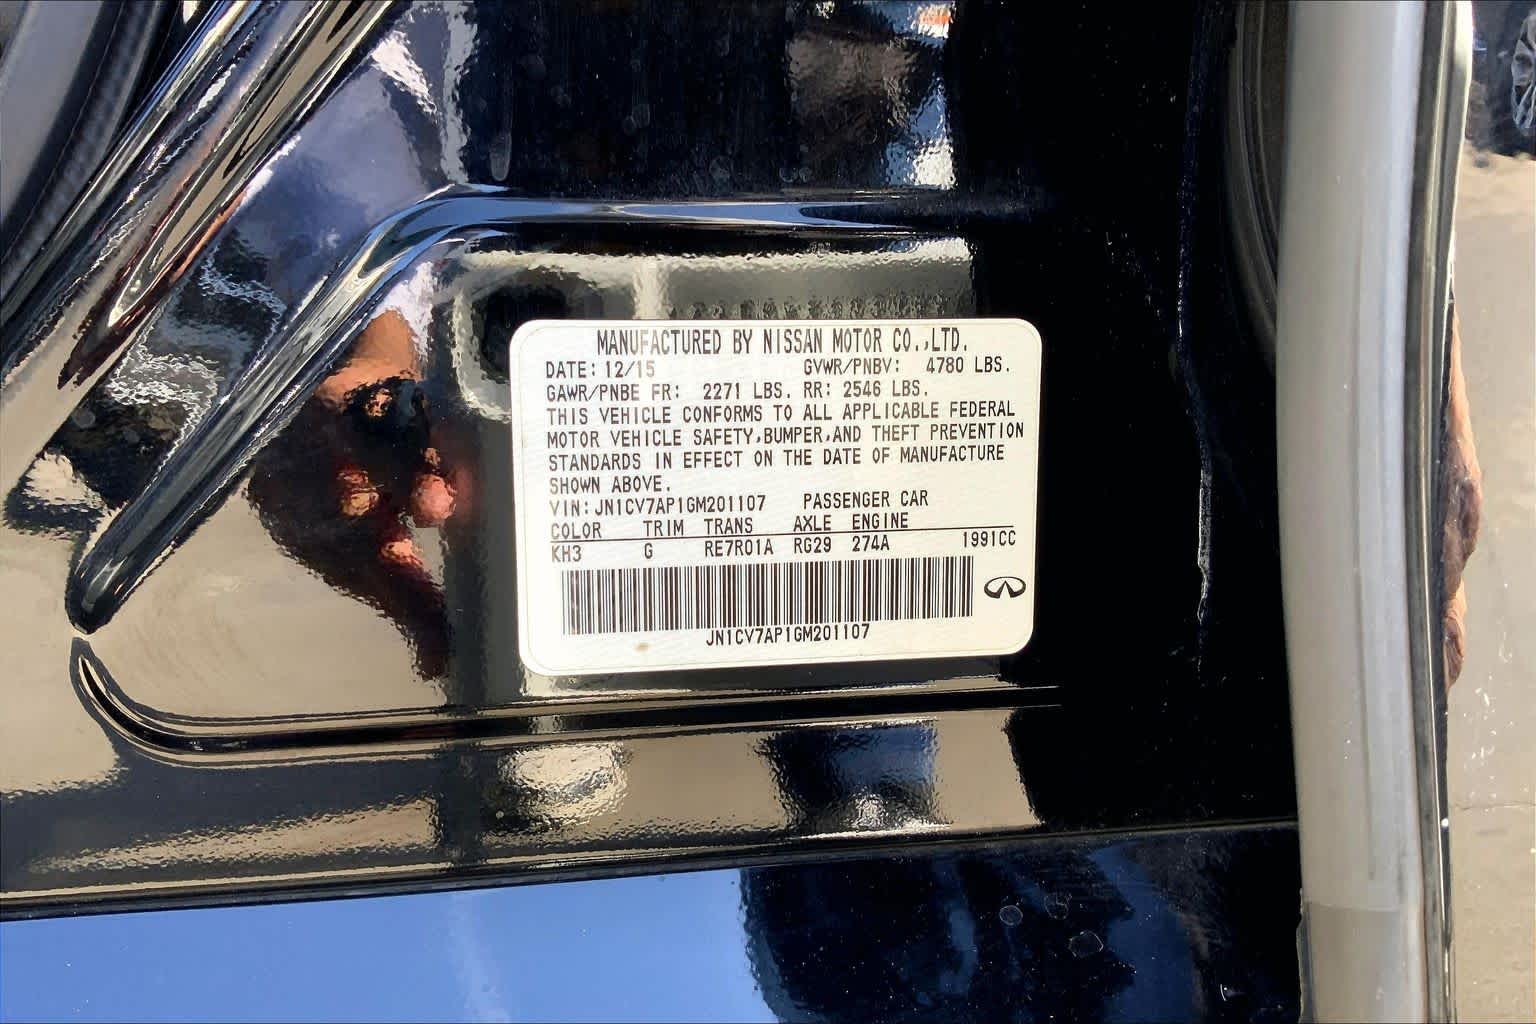 MANUFACTURED BY NISSAN MOTOR CO.,LTD.
DATE: 12/15 GVWR/PNBV: 4780 LBS.
GAWR/PNBE FR: 2271 LBS. RR: 2546 LBS.
THIS VEHICLE CONFORMS TO ALL APPLICABLE FEDERAL
MOTOR VEHICLE SAFETY,BUMPER,AND THEFT PREVENTION
STANDARDS IN EFFECT ON THE DATE OF MANUFACTURE
SHOWN ABOVE.
VIN: JN1CV7AP1GM201107 PASSENGER CAR
COLOR TRIM TRANS AXLE ENGINE
KH3 G RE7R01A RG29 274A 1991CC
JN1CV7AP1GM201107